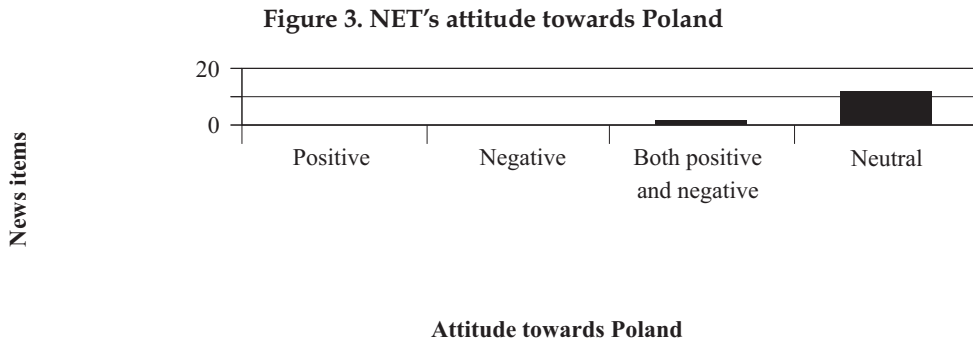 Figure 3. NET’s attitude towards Poland
20
0
Positive
Negative
Both positive
and negative
Neutral
News items
Attitude towards Poland